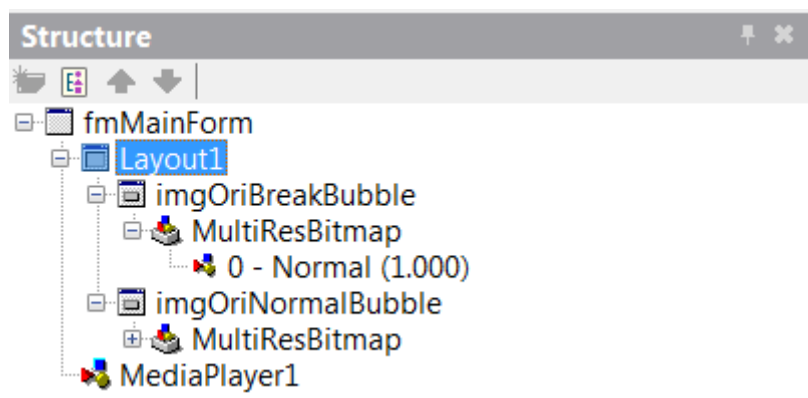 Structure
fmMainForm
Layout1
imgOriBreakBubble
MultiResBitmap
0 - Normal (1.000)
imgOriNormalBubble
MultiResBitmap
MediaPlayer1